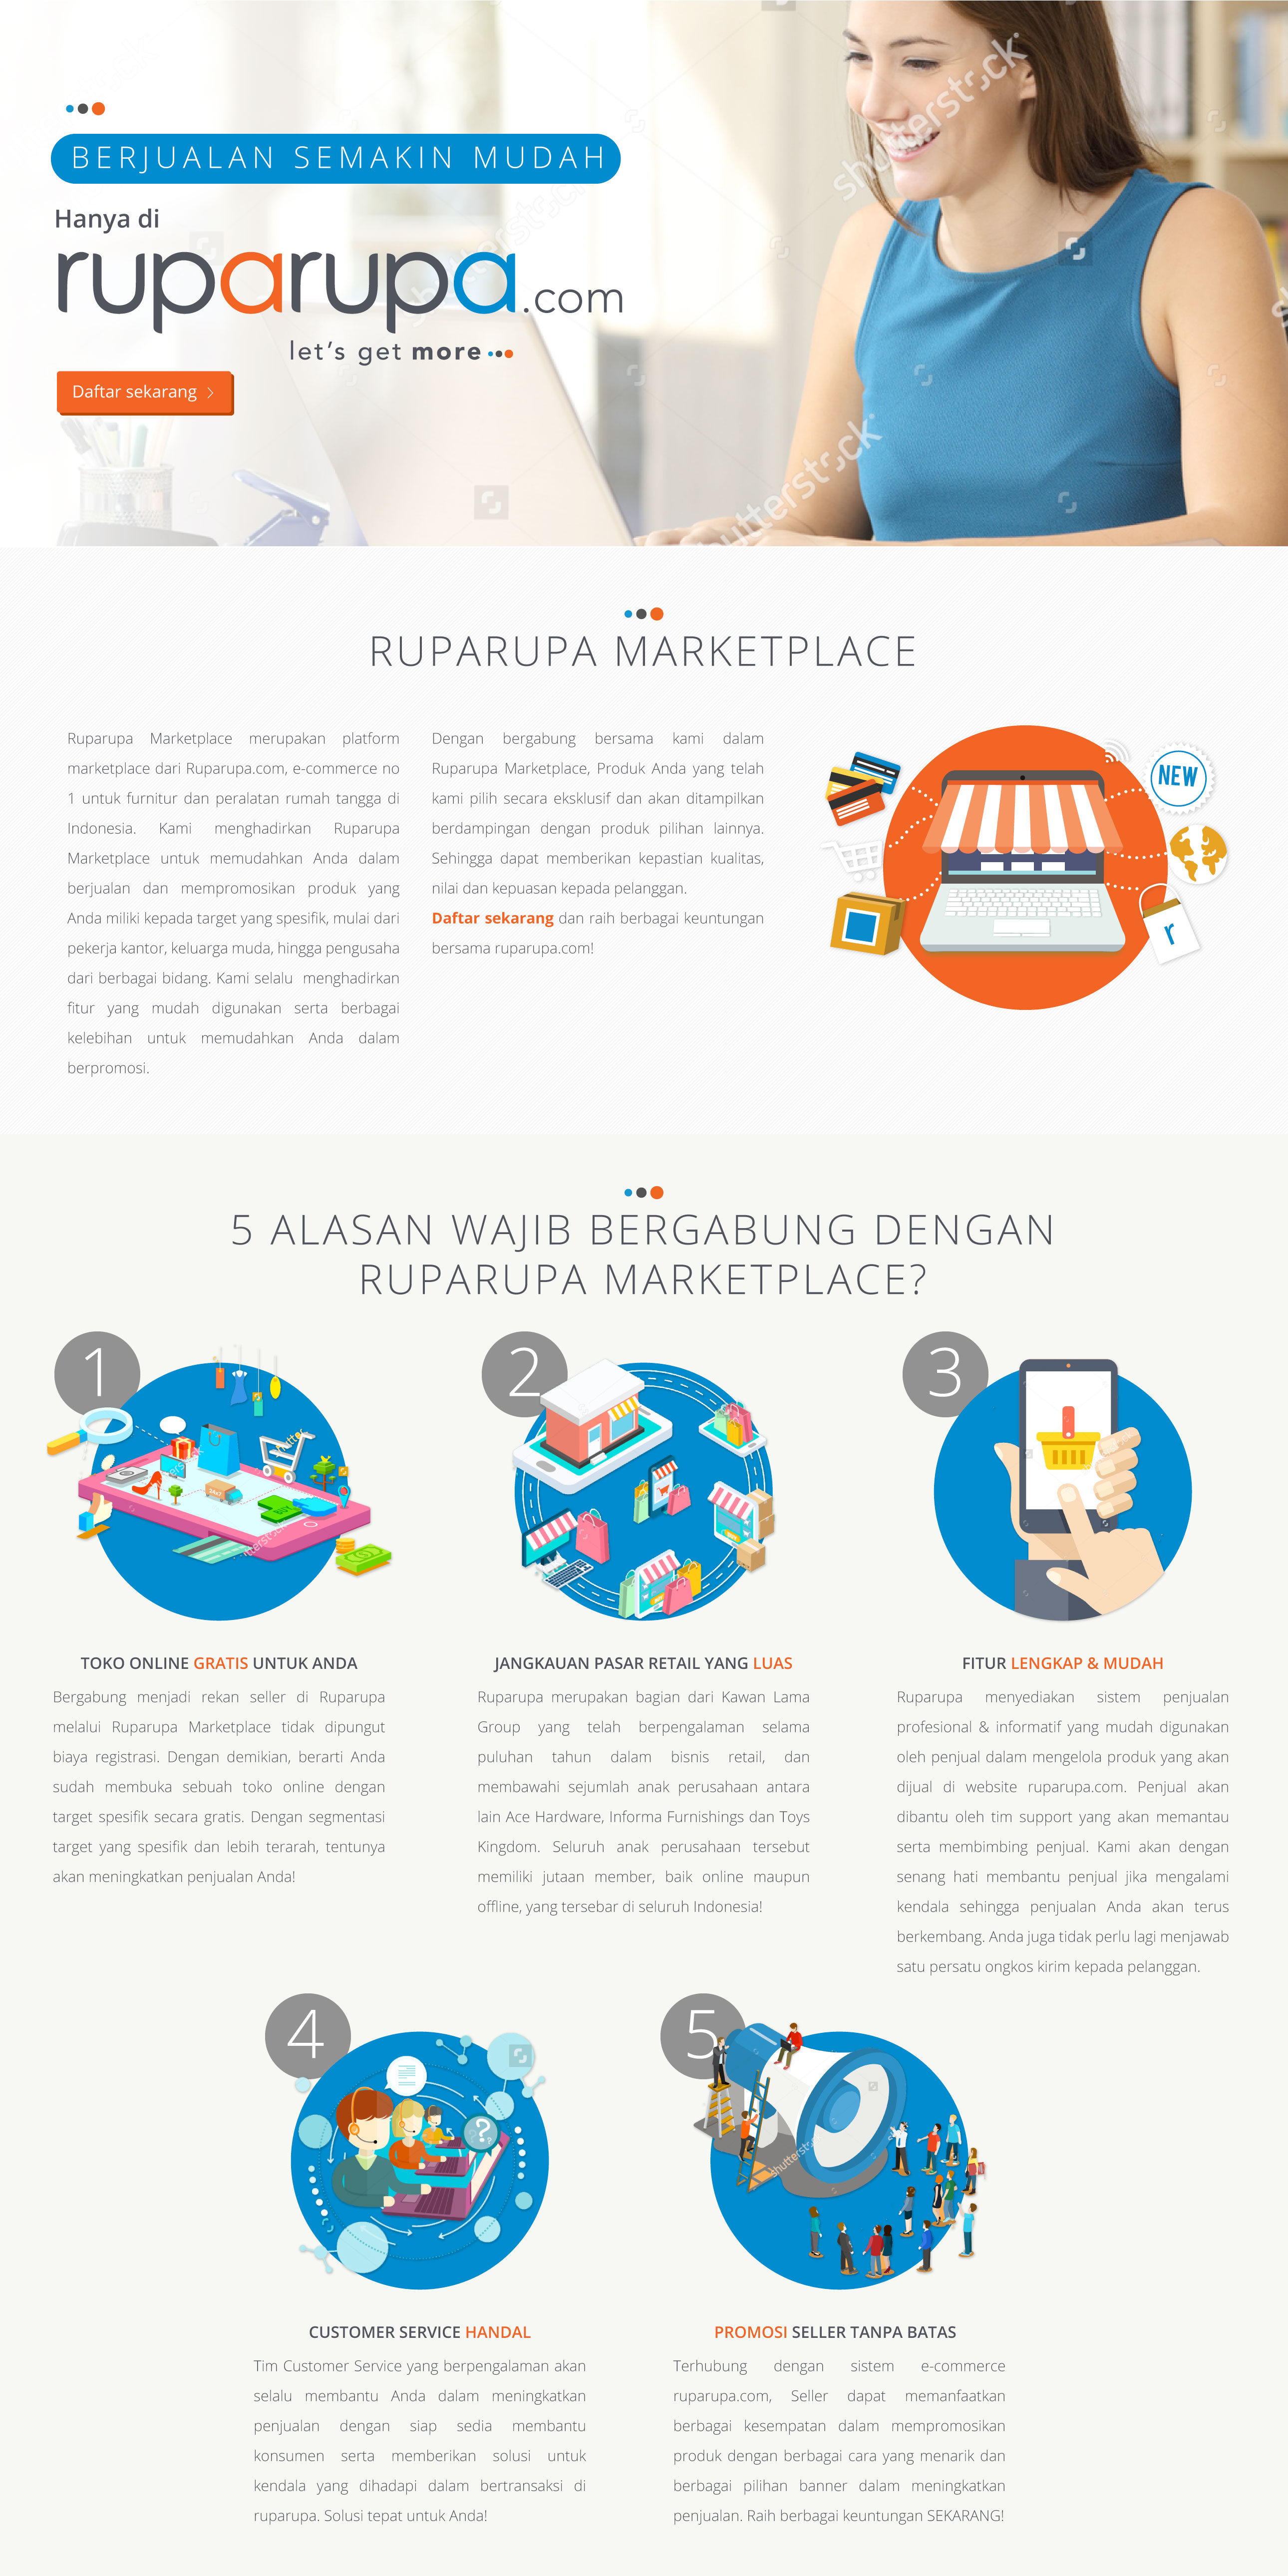 BERJUALAN SEMAKIN MUDAH
Hanya di
ruparupa.com
let's get more
Daftar sekarang
shutterstock
shutterstock
shutterstock
RUPARUPA MARKETPLACE
Ruparupa Marketplace merupakan platform
marketplace dari Ruparupa.com, e-commerce no
1 untuk furnitur dan peralatan rumah tangga di
Indonesia. Kami menghadirkan Ruparupa
Marketplace untuk memudahkan Anda dalam
berjualan dan mempromosikan produk yang
Anda miliki kepada target yang spesifik, mulai dari
pekerja kantor, keluarga muda, hingga pengusaha
dari berbagai bidang. Kami selalu menghadirkan
fitur yang mudah digunakan serta berbagai
kelebihan untuk memudahkan Anda dalam
berpromosi.
Dengan bergabung bersama kami dalam
Ruparupa Marketplace, Produk Anda yang telah
kami pilih secara eksklusif dan akan ditampilkan
berdampingan dengan produk pilihan lainnya.
Sehingga dapat memberikan kepastian kualitas,
nilai dan kepuasan kepada pelanggan.
Daftar sekarang dan raih berbagai keuntungan
bersama ruparupa.com!
NEW
r
5 ALASAN WAJIB BERGABUNG DENGAN
RUPARUPA MARKETPLACE?
1
TOKO ONLINE GRATIS UNTUK ANDA
Bergabung menjadi rekan seller di Ruparupa
melalui Ruparupa Marketplace tidak dipungut
biaya registrasi. Dengan demikian, berarti Anda
sudah membuka sebuah toko online dengan
target spesifik secara gratis. Dengan segmentasi
target yang spesifik dan lebih terarah, tentunya
akan meningkatkan penjualan Anda!
2
JANGKAUAN PASAR RETAIL YANG LUAS
Ruparupa merupakan bagian dari Kawan Lama
Group yang telah berpengalaman selama
puluhan tahun dalam bisnis retail, dan
membawahi sejumlah anak perusahaan antara
lain Ace Hardware, Informa Furnishings dan Toys
Kingdom. Seluruh anak perusahaan tersebut
memiliki jutaan member, baik online maupun
offline, yang tersebar di seluruh Indonesia!
3
FITUR LENGKAP & MUDAH
Ruparupa menyediakan sistem penjualan
profesional & informatif yang mudah digunakan
oleh penjual dalam mengelola produk yang akan
dijual di website ruparupa.com. Penjual akan
dibantu oleh tim support yang akan memantau
serta membimbing penjual. Kami akan dengan
senang hati membantu penjual jika mengalami
kendala sehingga penjualan Anda akan terus
berkembang. Anda juga tidak perlu lagi menjawab
satu persatu ongkos kirim kepada pelanggan.
4
?
CUSTOMER SERVICE HANDAL
Tim Customer Service yang berpengalaman akan
selalu membantu Anda dalam meningkatkan
penjualan dengan siap sedia membantu
konsumen serta memberikan solusi untuk
kendala yang dihadapi dalam bertransaksi di
ruparupa. Solusi tepat untuk Anda!
5
PROMOSI SELLER TANPA BATAS
Terhubung dengan sistem e-commerce
ruparupa.com, Seller dapat memanfaatkan
berbagai kesempatan dalam mempromosikan
produk dengan berbagai cara yang menarik dan
berbagai pilihan banner dalam meningkatkan
penjualan. Raih berbagai keuntungan SEKARANG!